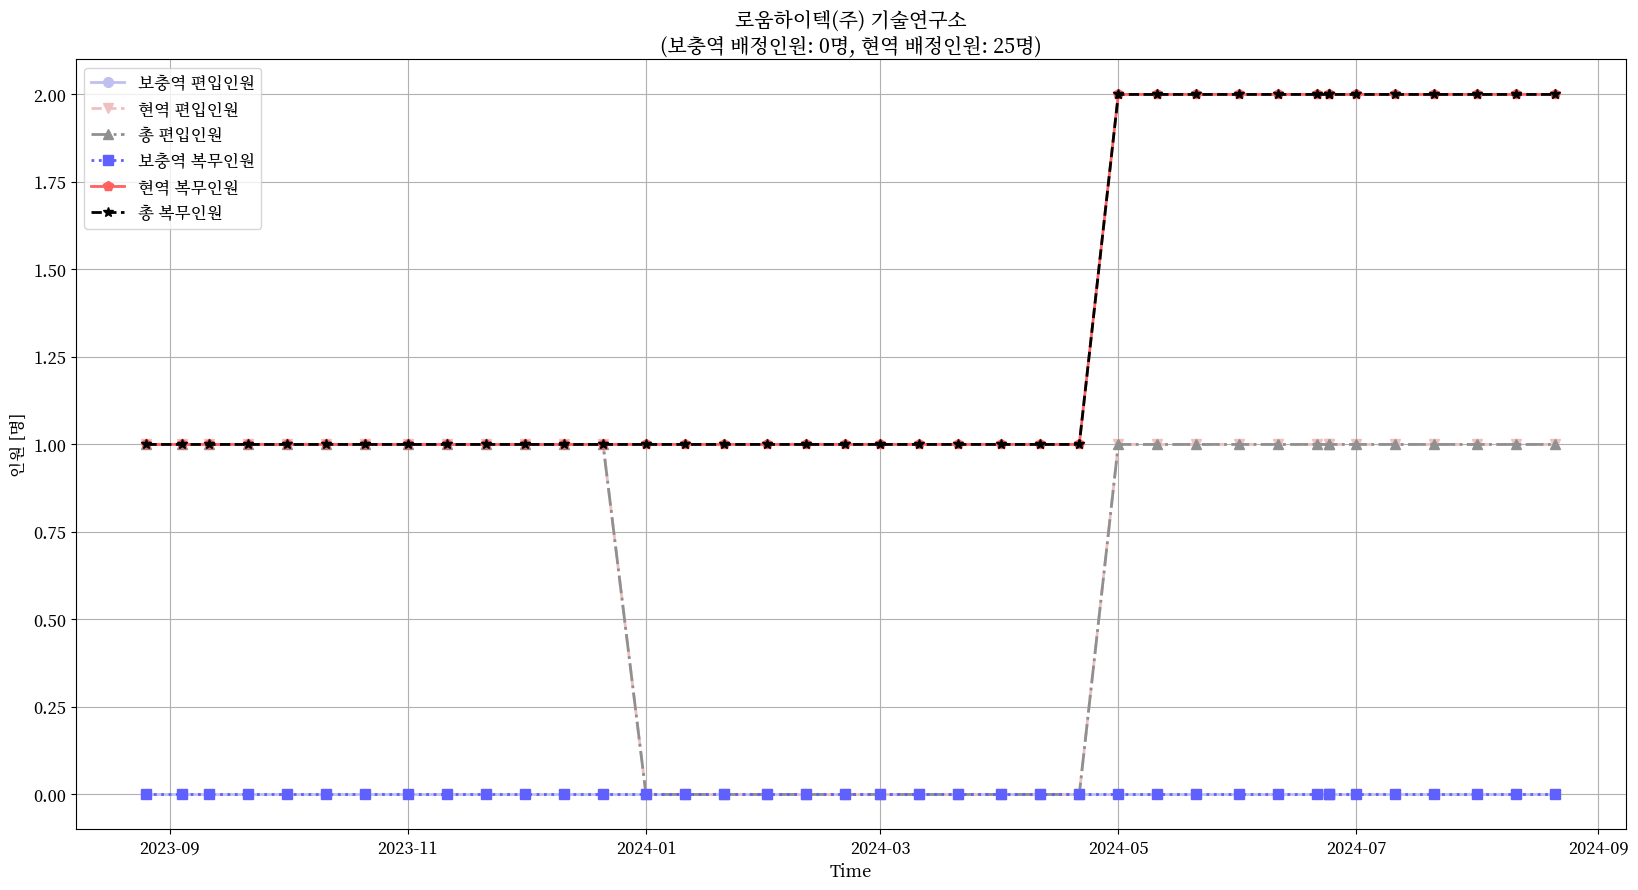 로움하이텍(주) 기술연구소
(보충역 배정인원: 0명, 현역 배정인원: 25명)
보충역 편입인원
현역 편입인원
총 편입인원
보충역 복무인원
현역 복무인원
총 복무인원
2.00
1.75
1.50
1.25
1.00
0.75
0.50
0.25
0.00
인원 [명]
2023-09
2023-11
2024-01
2024-03
2024-05
2024-07
2024-09
Time